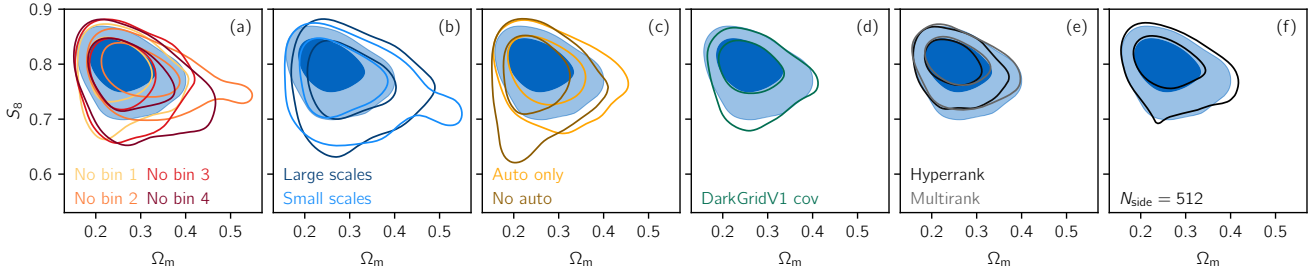 0.9
0.8
0.7
0.6
S₈
(a)
No bin 1 No bin 3
No bin 2 No bin 4
0.2 0.3 0.4 0.5
Ωₘ
(b)
Large scales
Small scales
0.2 0.3 0.4 0.5
Ωₘ
(c)
Auto only
No auto
0.2 0.3 0.4 0.5
Ωₘ
(d)
DarkGridV1 cov
0.2 0.3 0.4 0.5
Ωₘ
(e)
Hyperrank
Multirank
0.2 0.3 0.4 0.5
Ωₘ
(f)
Nside = 512
0.2 0.3 0.4 0.5
Ωₘ